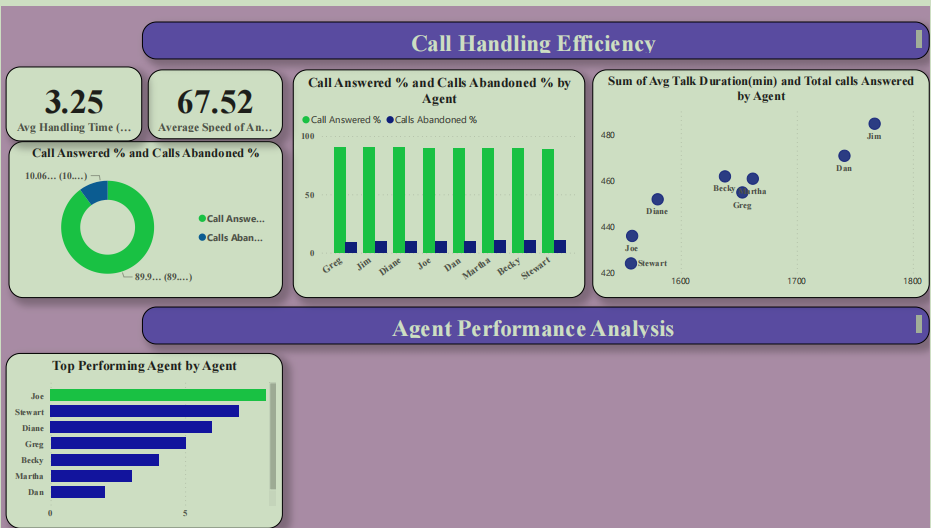 Call Handling Efficiency
3.25
Avg Handling Time (...
67.52
Average Speed of An...
Call Answered % and Calls Abandoned %
10.06... (10....)
Call Answe...
Calls Aban...
89.9... (89....)
Call Answered % and Calls Abandoned % by
Agent
Call Answered % Calls Abandoned %
100
50
0
Greg Jim Diane Joe Dan Martha Becky Stewart
Sum of Avg Talk Duration(min) and Total calls Answered
by Agent
480
Jim
Dan
460
Becky
Greg
Diane
440
Joe
Stewart
420
1600 1700 1800
Agent Performance Analysis
Top Performing Agent by Agent
Joe
Stewart
Diane
Greg
Becky
Martha
Dan
0 5